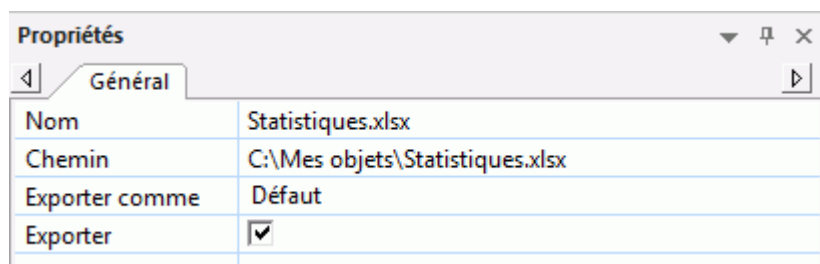 Propriétés
Général
Nom Statistiques.xlsx
Chemin C:\Mes objets\Statistiques.xlsx
Exporter comme Défaut
Exporter